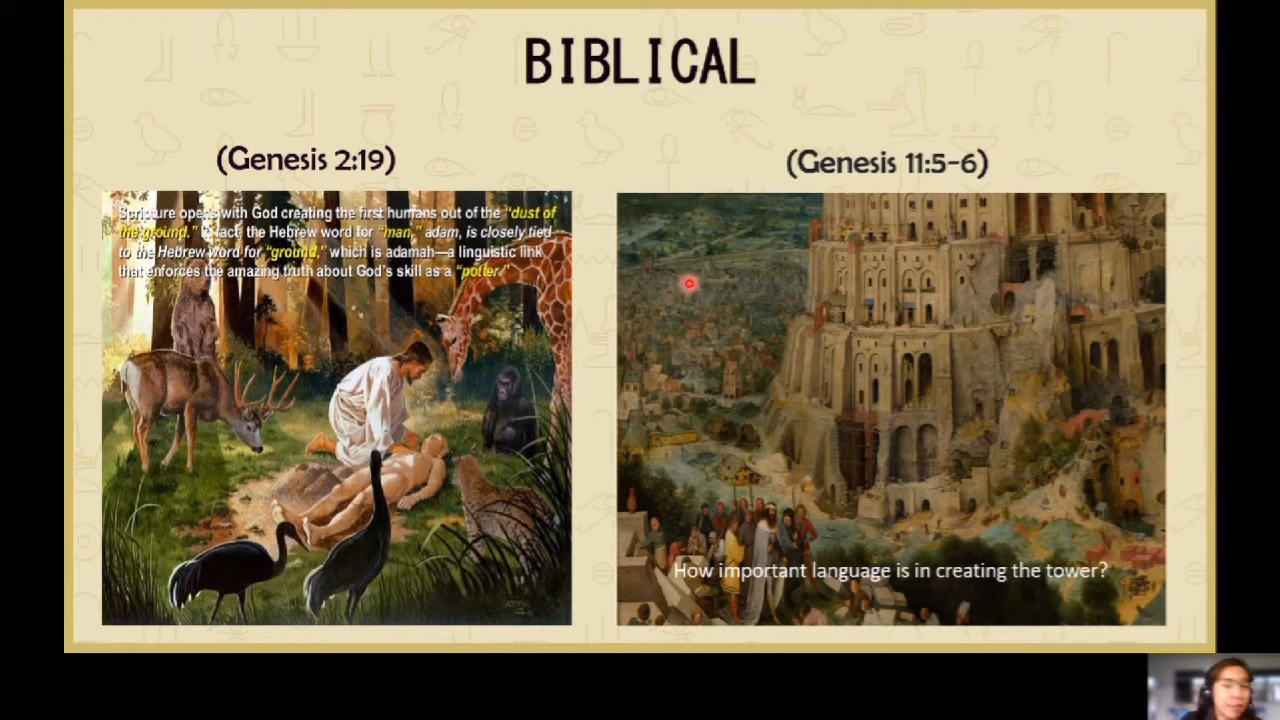 BIBLICAL
(Genesis 2:19)
Scripture opens with God creating the first humans out of the "dust of
the ground." In fact, the Hebrew word for "man," adam, is closely tied
to the Hebrew word for "ground," which is adamah—a linguistic link
that enforces the amazing truth about God's skill as a "potter."
(Genesis 11:5-6)
How important language is in creating the tower?